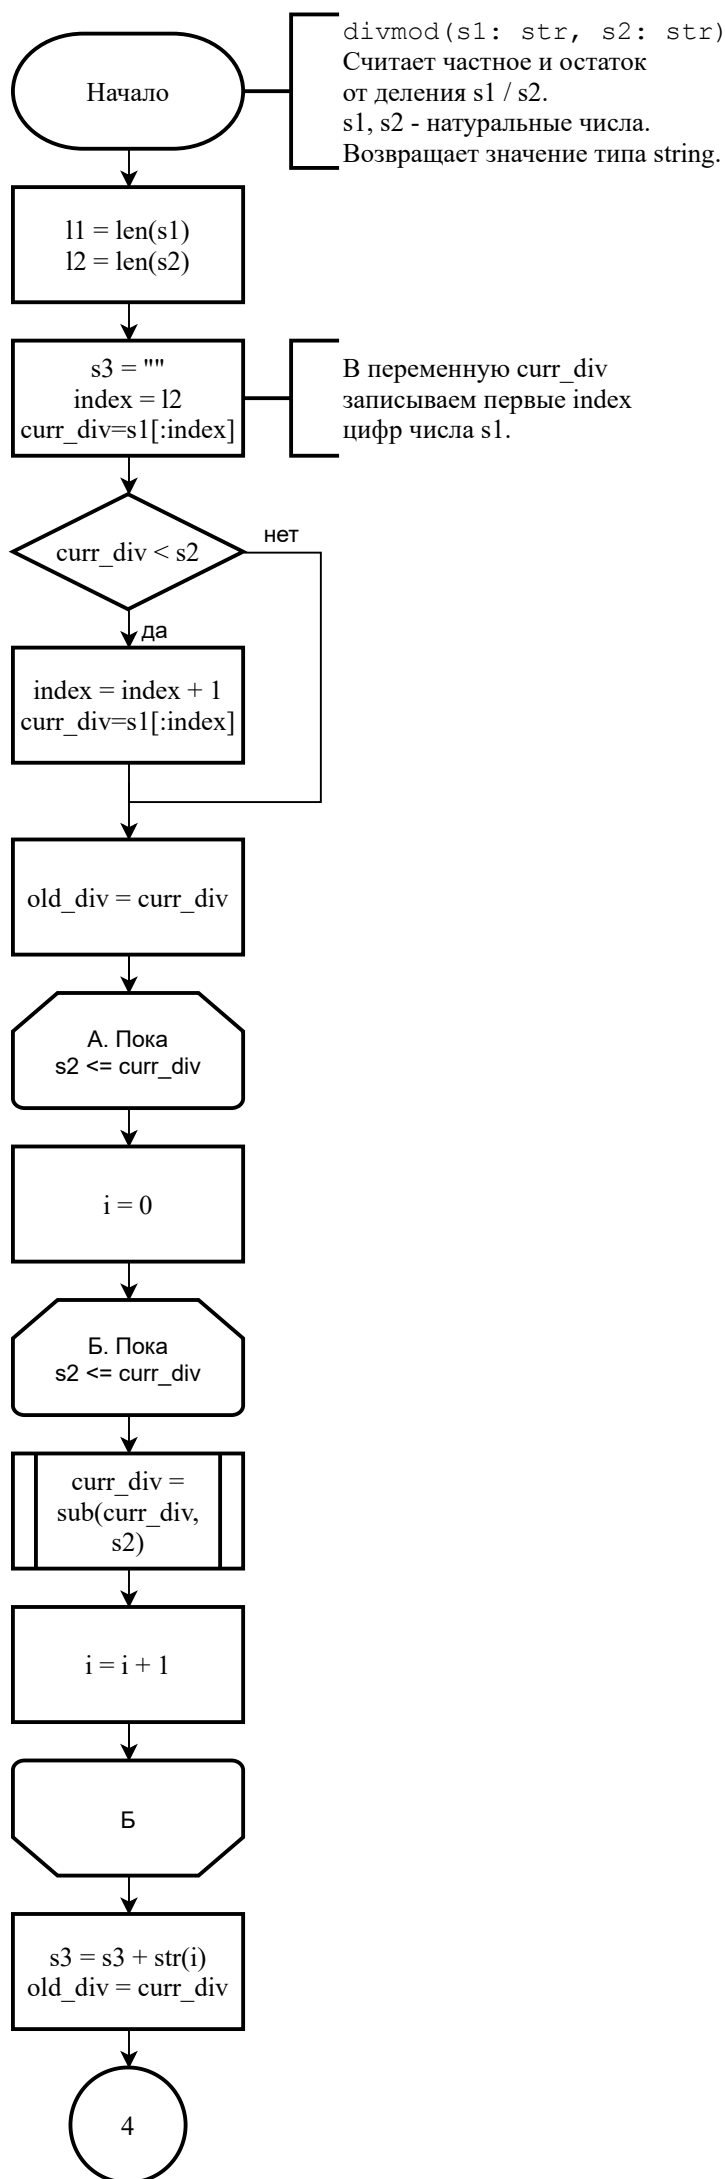 divmod(s1: str, s2: str)
Считает частное и остаток
от деления s1 / s2.
s1, s2 - натуральные числа.
Возвращает значение типа string.
Начало
l1 = len(s1)
l2 = len(s2)
s3 = ""
index = l2
curr_div=s1[:index]
В переменную curr_div
записываем первые index
цифр числа s1.
curr_div < s2
нет
да
index = index + 1
curr_div=s1[:index]
old_div = curr_div
А. Пока
s2 <= curr_div
i = 0
Б. Пока
s2 <= curr_div
curr_div =
sub(curr_div,
s2)
i = i + 1
Б
s3 = s3 + str(i)
old_div = curr_div
4